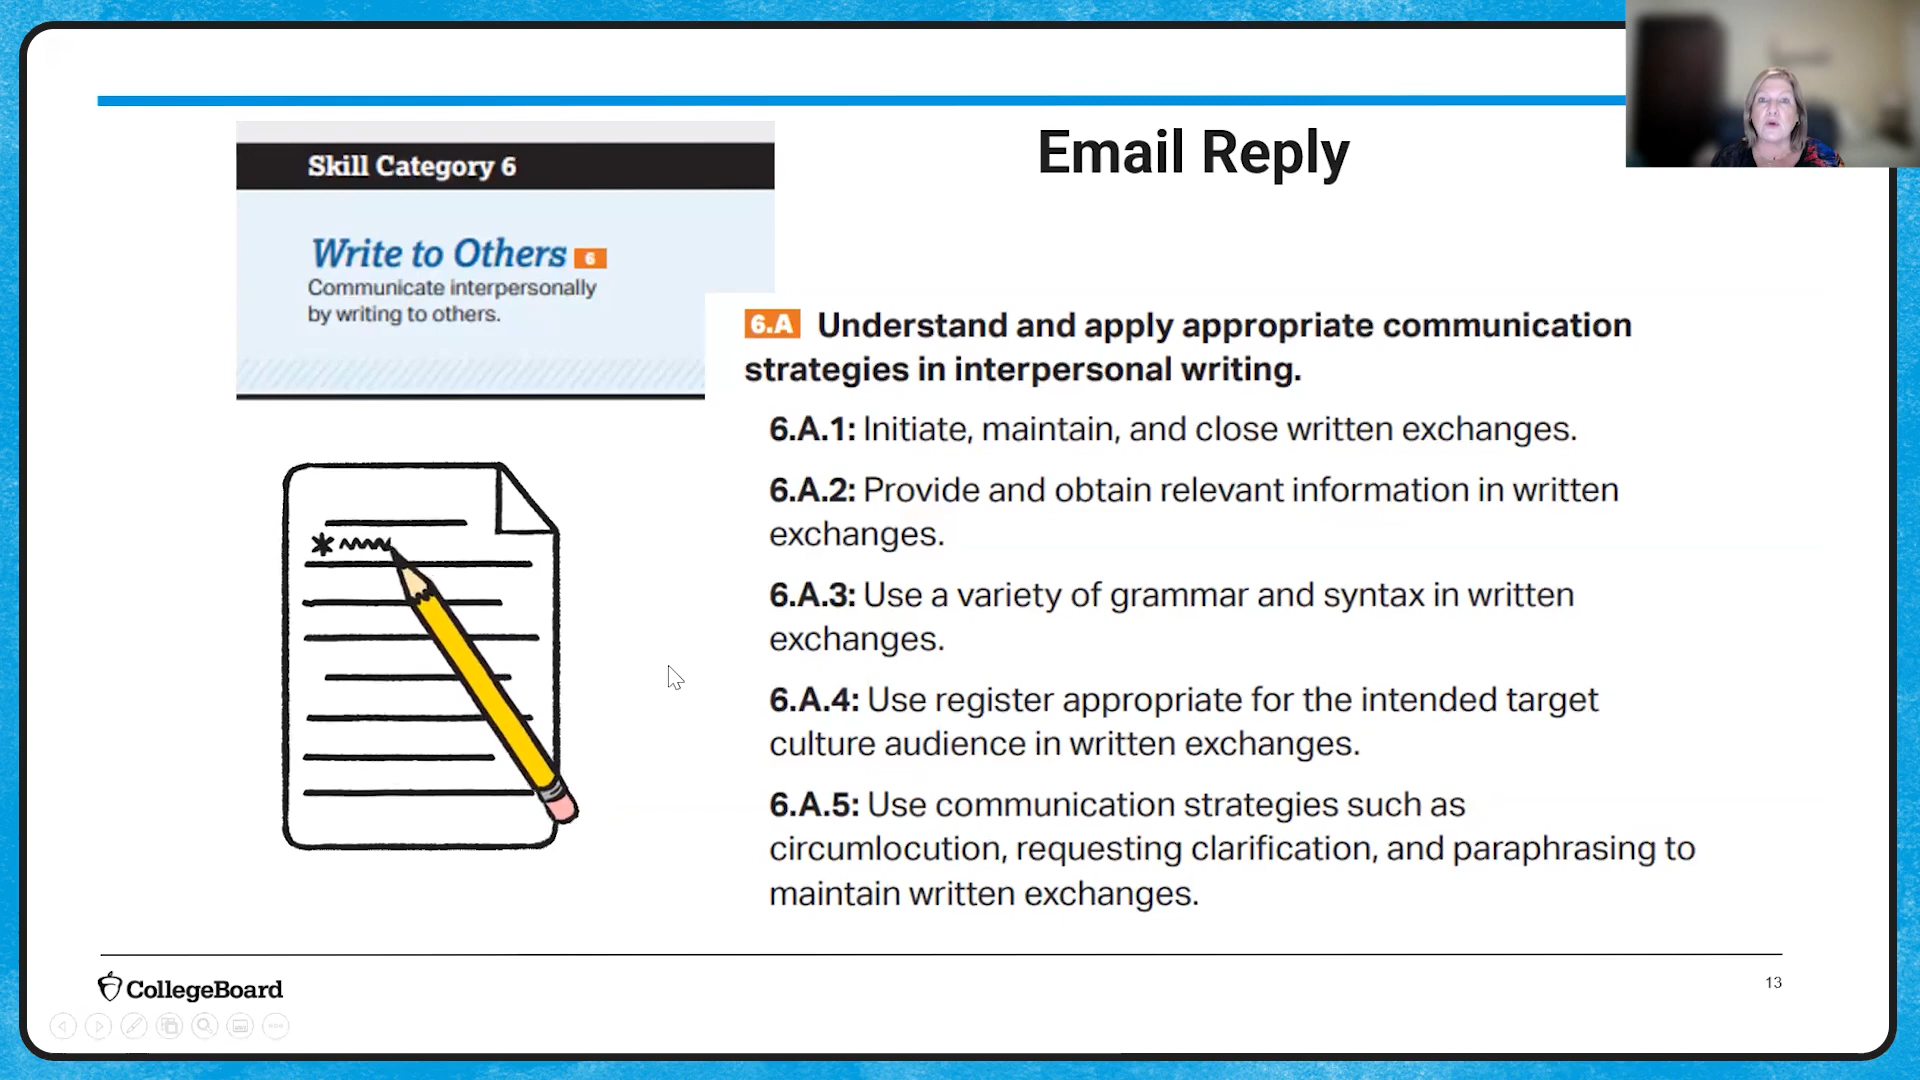 Email Reply
Skill Category 6
Write to Others 6
Communicate interpersonally
by writing to others.
6.A Understand and apply appropriate communication
strategies in interpersonal writing.
6.A.1: Initiate, maintain, and close written exchanges.
6.A.2: Provide and obtain relevant information in written
exchanges.
6.A.3: Use a variety of grammar and syntax in written
exchanges.
6.A.4: Use register appropriate for the intended target
culture audience in written exchanges.
6.A.5: Use communication strategies such as
circumlocution, requesting clarification, and paraphrasing to
maintain written exchanges.
CollegeBoard
13